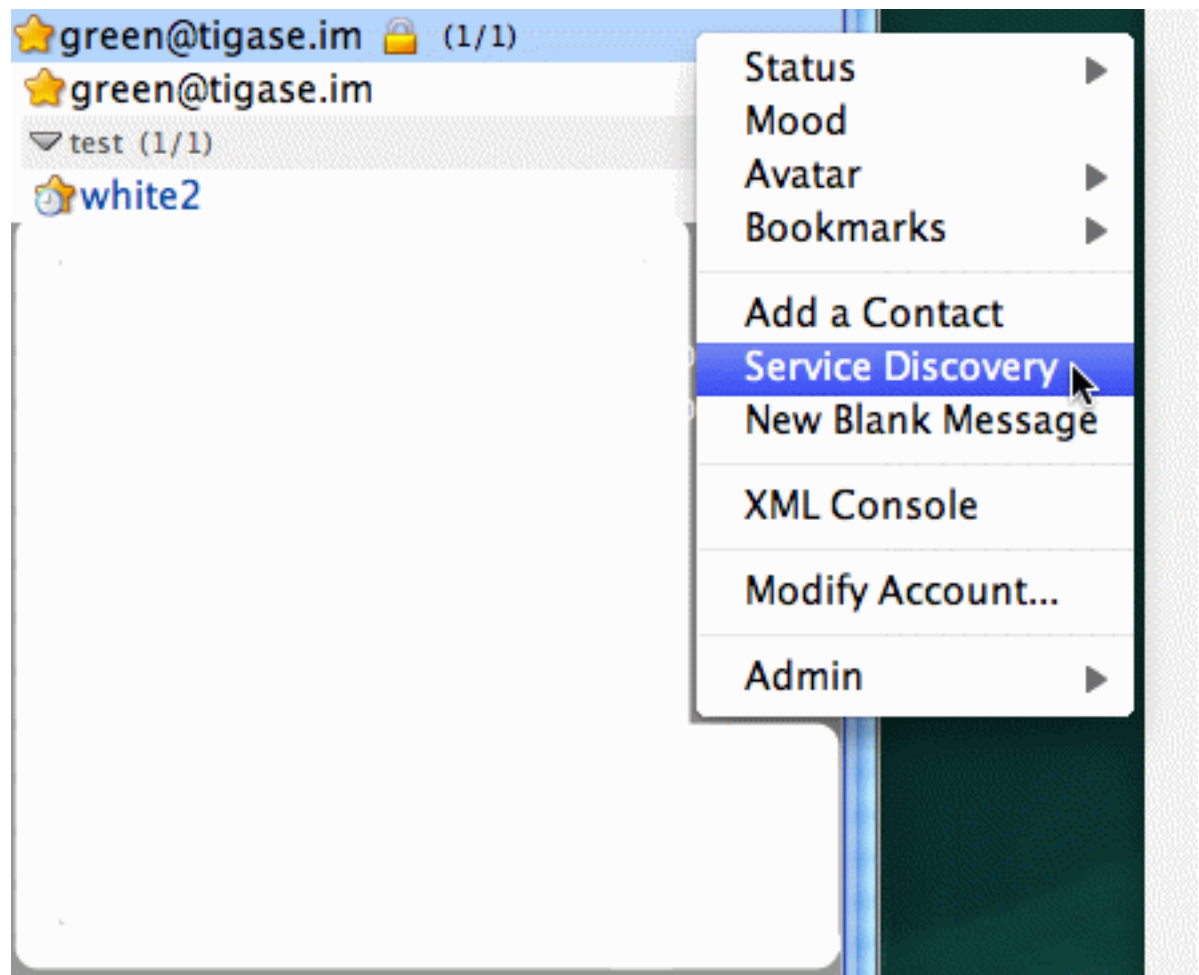 green@tigase.im (1/1)
green@tigase.im
test (1/1)
white2
Status
Mood
Avatar
Bookmarks
Add a Contact
Service Discovery
New Blank Message
XML Console
Modify Account...
Admin